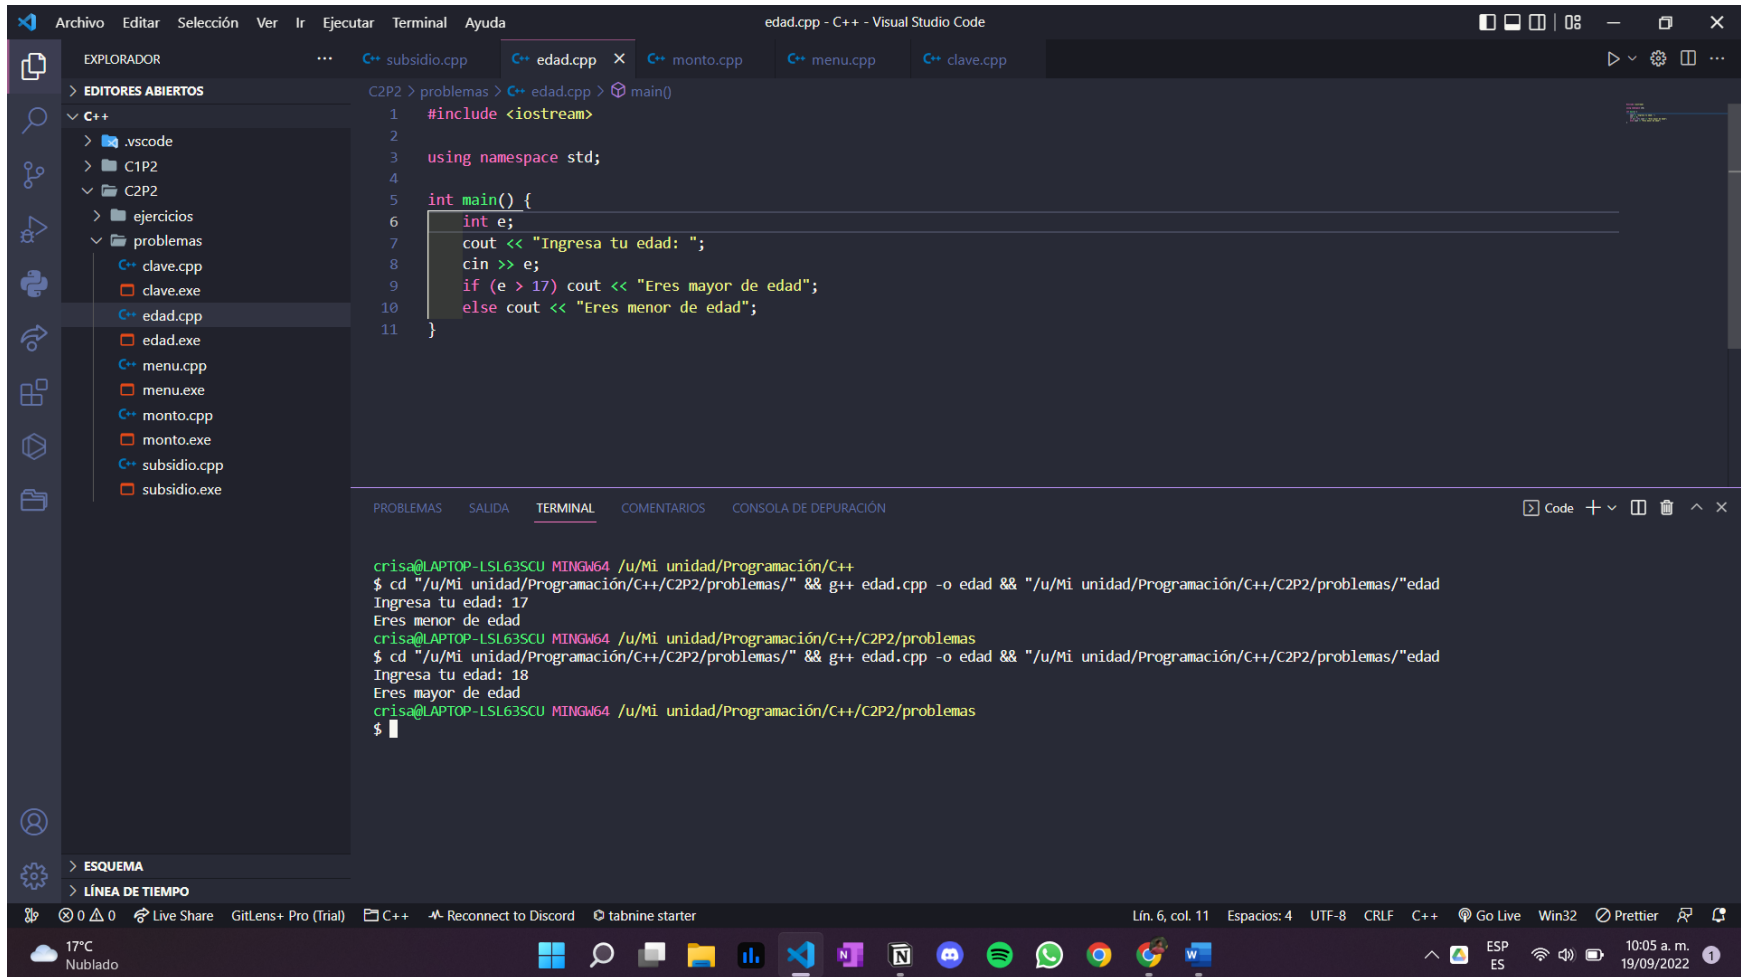 Archivo Editar Selección Ver Ir Ejecutar Terminal Ayuda
edad.cpp - C++ - Visual Studio Code
EXPLORADOR
EDITORES ABIERTOS
C++
.vscode
C1P2
C2P2
ejercicios
problemas
clave.cpp
clave.exe
edad.cpp
edad.exe
menu.cpp
menu.exe
monto.cpp
monto.exe
subsidio.cpp
subsidio.exe
ESQUEMA
LÍNEA DE TIEMPO
subsidio.cpp edad.cpp monto.cpp menu.cpp clave.cpp
C2P2 > problemas > edad.cpp > main()
1 #include <iostream>
2
3 using namespace std;
4
5 int main() {
6 int e;
7 cout << "Ingresa tu edad: ";
8 cin >> e;
9 if (e > 17) cout << "Eres mayor de edad";
10 else cout << "Eres menor de edad";
11 }
PROBLEMAS SALIDA TERMINAL COMENTARIOS CONSOLA DE DEPURACIÓN
Code
crisa@LAPTOP-LSL63SCU MINGW64 /u/Mi unidad/Programación/C++
$ cd "/u/Mi unidad/Programación/C++/C2P2/problemas/" && g++ edad.cpp -o edad && "/u/Mi unidad/Programación/C++/C2P2/problemas/"edad
Ingresa tu edad: 17
Eres menor de edad
crisa@LAPTOP-LSL63SCU MINGW64 /u/Mi unidad/Programación/C++/C2P2/problemas
$ cd "/u/Mi unidad/Programación/C++/C2P2/problemas/" && g++ edad.cpp -o edad && "/u/Mi unidad/Programación/C++/C2P2/problemas/"edad
Ingresa tu edad: 18
Eres mayor de edad
crisa@LAPTOP-LSL63SCU MINGW64 /u/Mi unidad/Programación/C++/C2P2/problemas
$
0 0 Live Share GitLens+ Pro (Trial) C++ Reconnect to Discord tabnine starter
Lín. 6, col. 11 Espacios: 4 UTF-8 CRLF C++ Go Live Win32 Prettier
17°C
Nublado
ESP
ES
10:05 a. m.
19/09/2022
1